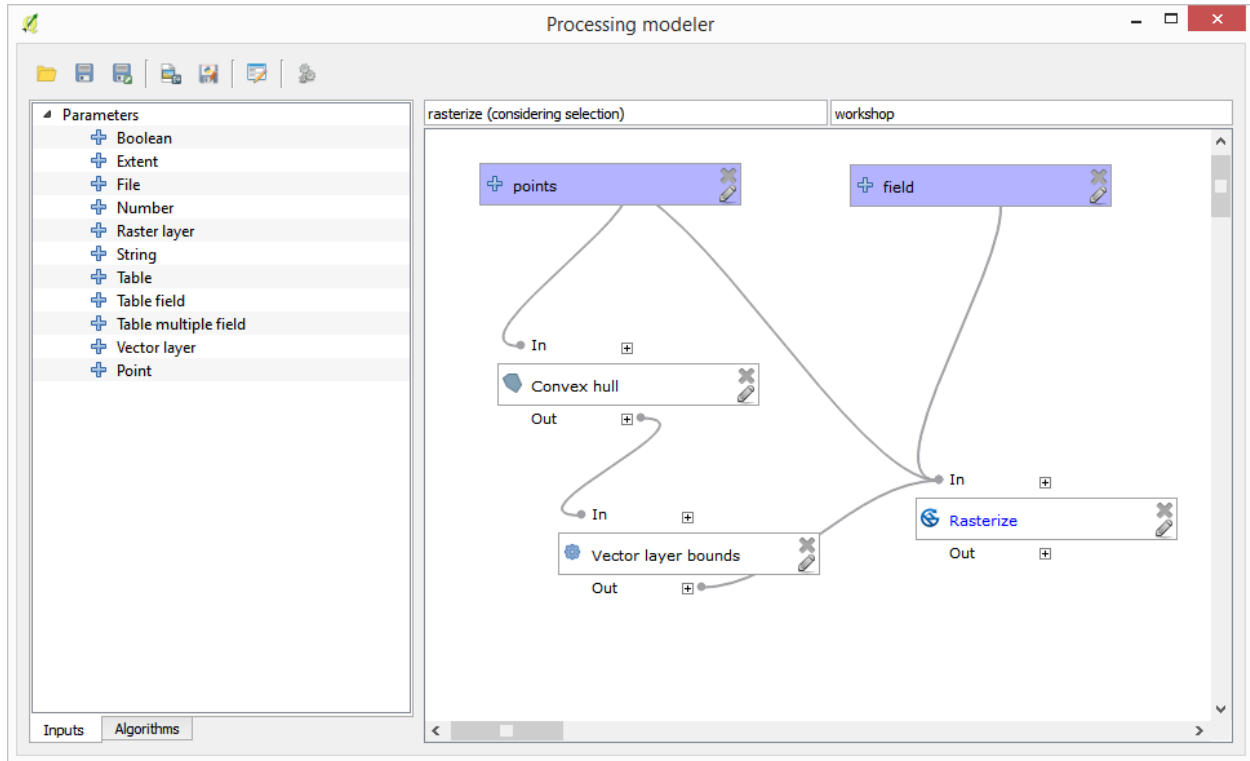 Processing modeler
Parameters
Boolean
Extent
File
Number
Raster layer
String
Table
Table field
Table multiple field
Vector layer
Point
Inputs
Algorithms
rasterize (considering selection)
workshop
points
field
In
Convex hull
Out
In
Rasterize
Out
In
Vector layer bounds
Out